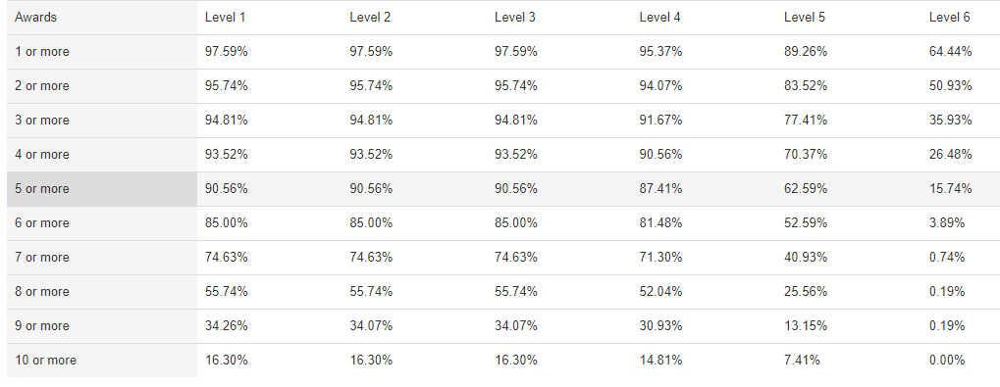 Awards Level 1 Level 2 Level 3 Level 4 Level 5 Level 6
1 or more 97.59% 97.59% 97.59% 95.37% 89.26% 64.44%
2 or more 95.74% 95.74% 95.74% 94.07% 83.52% 50.93%
3 or more 94.81% 94.81% 94.81% 91.67% 77.41% 35.93%
4 or more 93.52% 93.52% 93.52% 90.56% 70.37% 26.48%
5 or more 90.56% 90.56% 90.56% 87.41% 62.59% 15.74%
6 or more 85.00% 85.00% 85.00% 81.48% 52.59% 3.89%
7 or more 74.63% 74.63% 74.63% 71.30% 40.93% 0.74%
8 or more 55.74% 55.74% 55.74% 52.04% 25.56% 0.19%
9 or more 34.26% 34.07% 34.07% 30.93% 13.15% 0.19%
10 or more 16.30% 16.30% 16.30% 14.81% 7.41% 0.00%